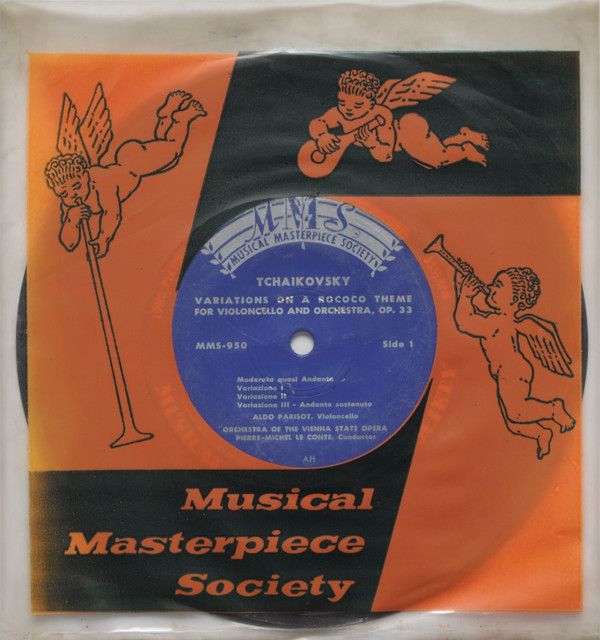 M.M.S.
MUSICAL MASTERPIECE SOCIETY
TCHAIKOVSKY
VARIATIONS ON A ROCOCO THEME
FOR VIOLONCELLO AND ORCHESTRA, OP. 33
MMS-950 Side 1
Moderato quasi Andante
Variazione I
Variazione II
Variazione III - Andante sostenuto
ALDO PARISOT, Violoncello
ORCHESTRA OF THE VIENNA STATE OPERA
PIERRE-MICHEL LE CONTE, Conductor
AH
Musical
Masterpiece
Society